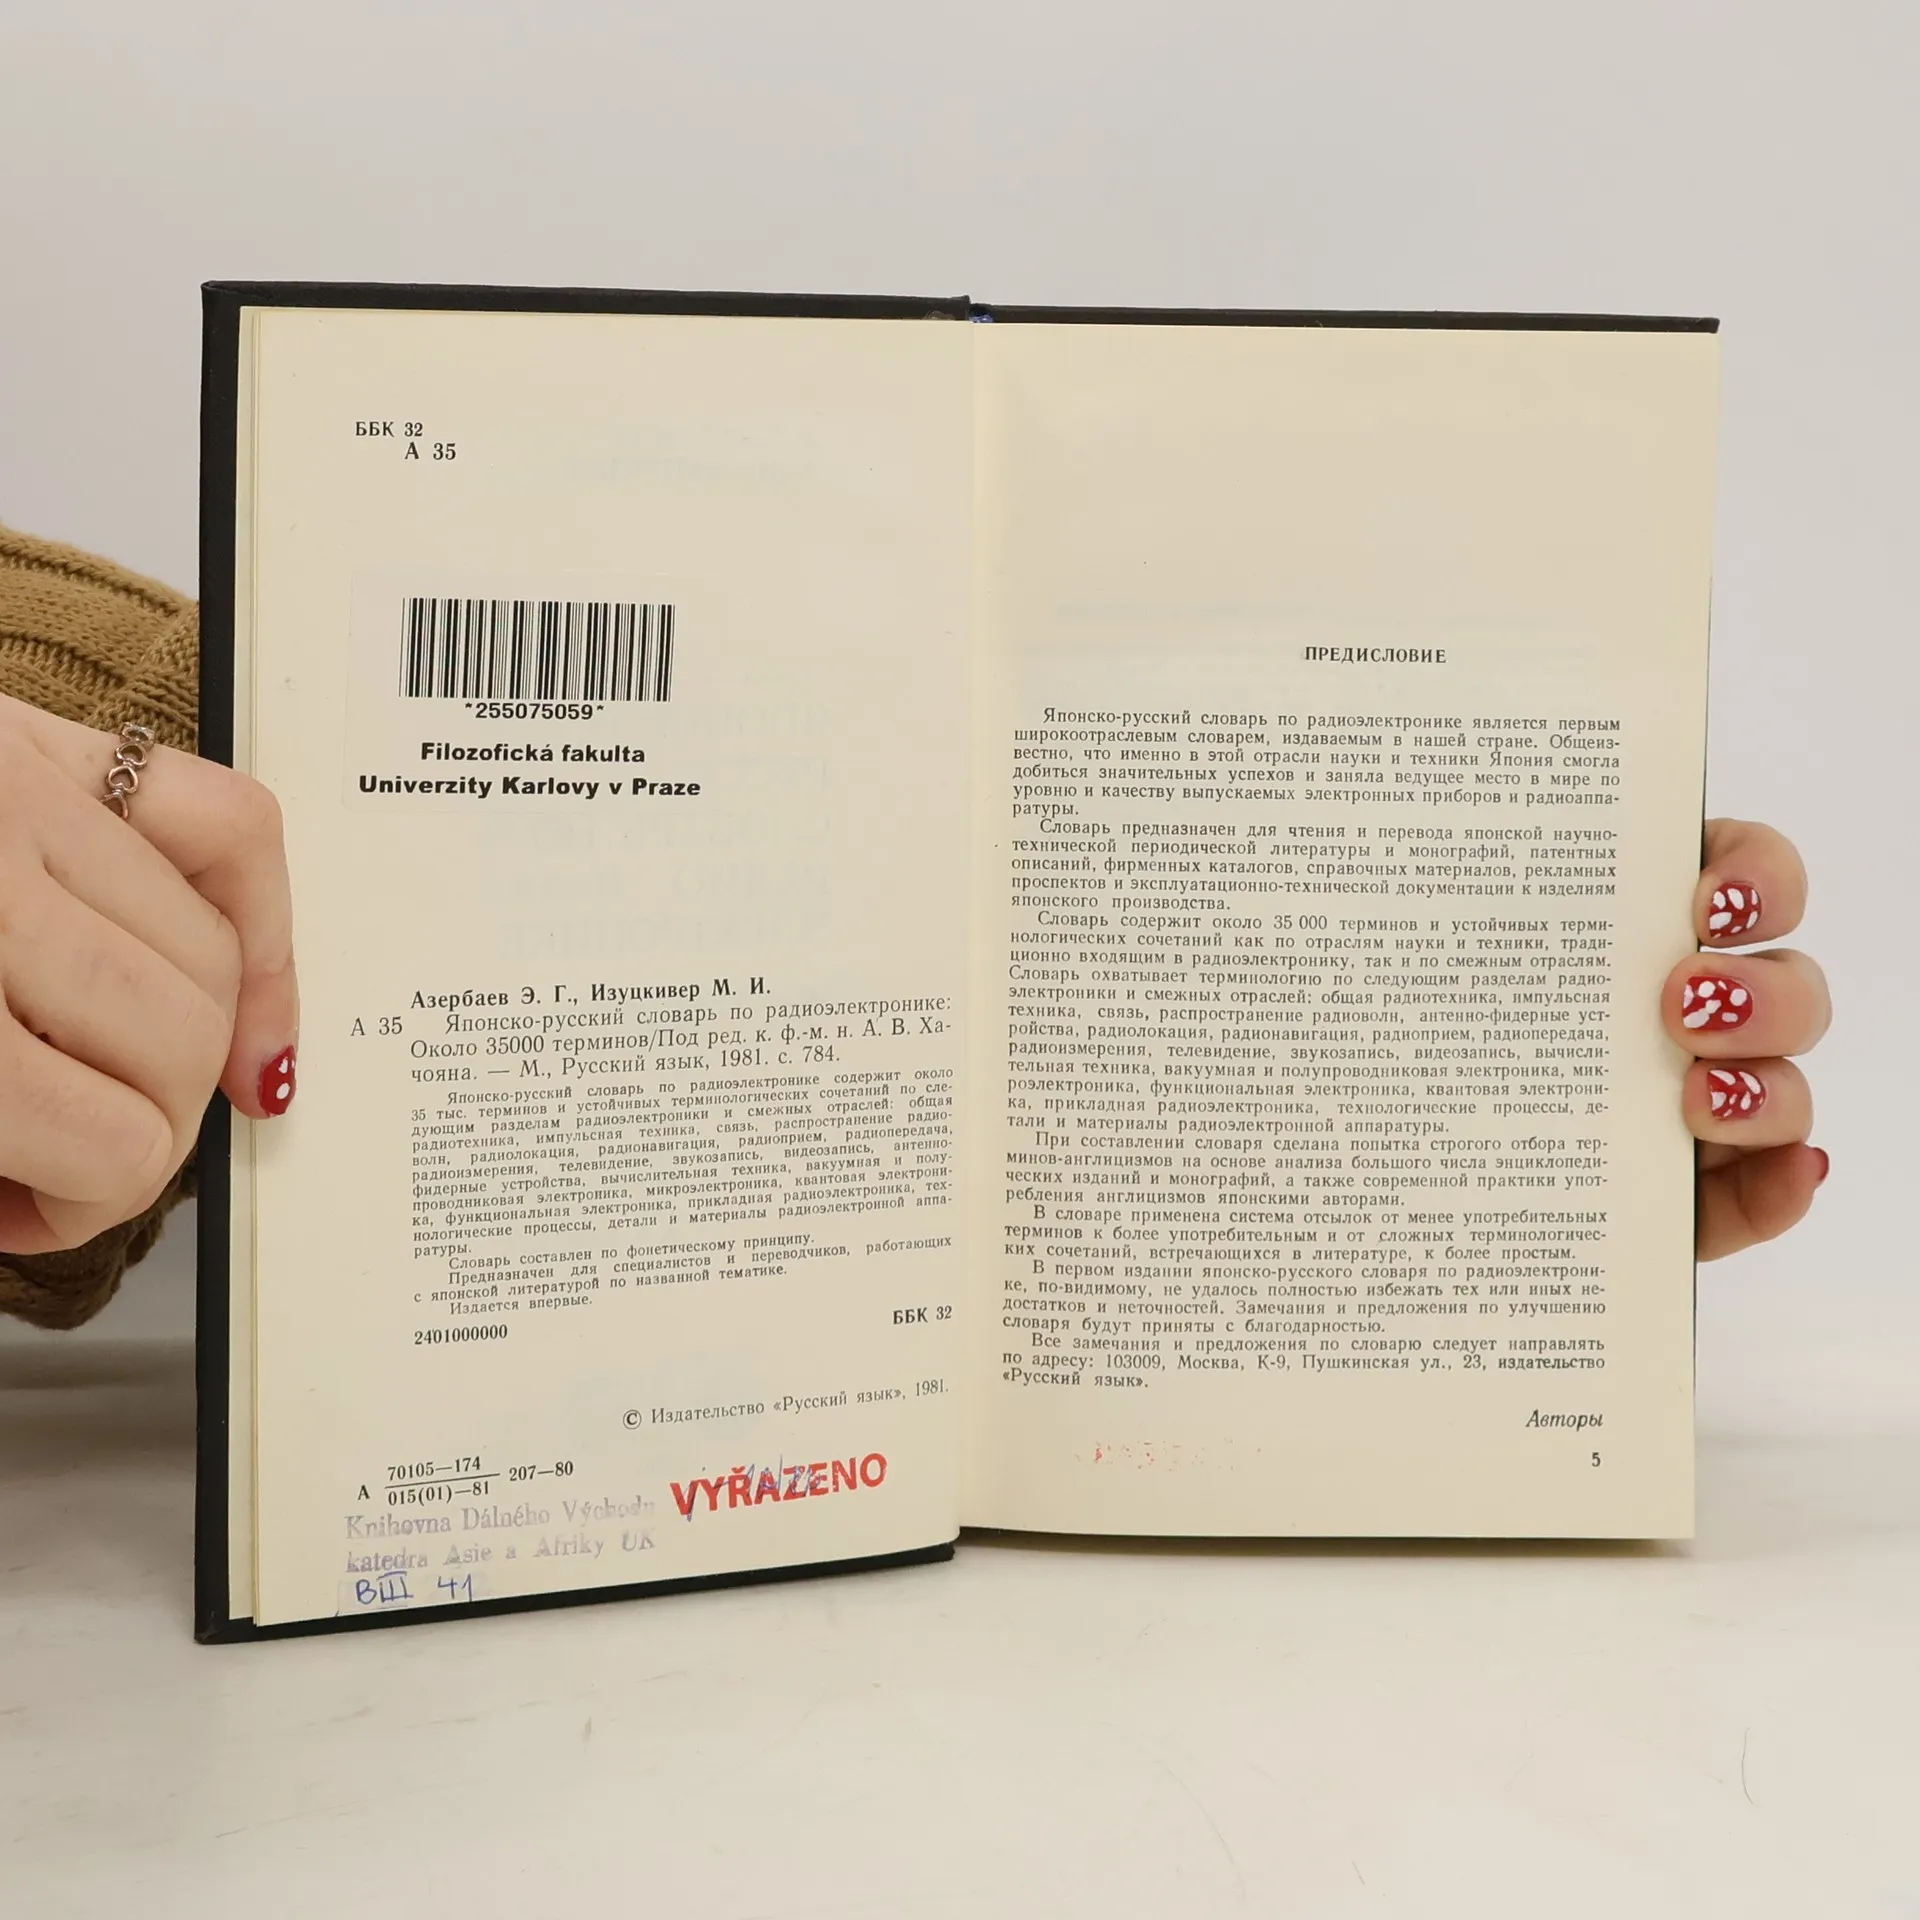 ББК 32
А 35
*255075059*
Filozofická fakulta
Univerzity Karlovy v Praze
Азербаев Э. Г., Изуцкивер М. И.
А 35 Японско-русский словарь по радиоэлектронике:
Около 35000 терминов/Под ред. к. ф.-м. н. А. В. Ха-
чояна. — М., Русский язык, 1981. с. 784.
Японско-русский словарь по радиоэлектронике содержит около
35 тыс. терминов и устойчивых терминологических сочетаний по сле-
дующим разделам радиоэлектроники и смежных отраслей: общая
радиотехника, импульсная техника, связь, распространение радио-
волн, радиолокация, радионавигация, радиоприем, радиопередача,
радиоизмерения, телевидение, звукозапись, видеозапись, антенно-
фидерные устройства, вычислительная техника, вакуумная и полу-
проводниковая электроника, микроэлектроника, квантовая электрони-
ка, функциональная электроника, прикладная радиоэлектроника, тех-
нологические процессы, детали и материалы радиоэлектронной аппа-
ратуры.
Словарь составлен по фонетическому принципу.
Предназначен для специалистов и переводчиков, работающих
с японской литературой по названной тематике.
Издается впервые.
2401000000
ББК 32
© Издательство «Русский язык», 1981.
А 70105—174
015(01)—81 207—80
VYŘAZENO
Knihovna Dálného Východu
katedra Asie a Afriky UK
BIII 41
ПРЕДИСЛОВИЕ
Японско-русский словарь по радиоэлектронике является первым
широкоотраслевым словарем, издаваемым в нашей стране. Общеиз-
вестно, что именно в этой отрасли науки и техники Япония смогла
добиться значительных успехов и заняла ведущее место в мире по
уровню и качеству выпускаемых электронных приборов и радиоаппа-
ратуры.
Словарь предназначен для чтения и перевода японской научно-
технической периодической литературы и монографий, патентных
описаний, фирменных каталогов, справочных материалов, рекламных
проспектов и эксплуатационно-технической документации к изделиям
японского производства.
Словарь содержит около 35 000 терминов и устойчивых терми-
нологических сочетаний как по отраслям науки и техники, тради-
ционно входящим в радиоэлектронику, так и по смежным отраслям.
Словарь охватывает терминологию по следующим разделам радио-
электроники и смежных отраслей: общая радиотехника, импульсная
техника, связь, распространение радиоволн, антенно-фидерные уст-
ройства, радиолокация, радионавигация, радиоприем, радиопередача,
радиоизмерения, телевидение, звукозапись, видеозапись, вычисли-
тельная техника, вакуумная и полупроводниковая электроника, мик-
роэлектроника, функциональная электроника, квантовая электрони-
ка, прикладная радиоэлектроника, технологические процессы, де-
тали и материалы радиоэлектронной аппаратуры.
При составлении словаря сделана попытка строгого отбора тер-
минов-англицизмов на основе анализа большого числа энциклопеди-
ческих изданий и монографий, а также современной практики упот-
ребления англицизмов японскими авторами.
В словаре применена система отсылок от менее употребительных
терминов к более употребительным и от сложных терминологичес-
ких сочетаний, встречающихся в литературе, к более простым.
В первом издании японско-русского словаря по радиоэлектрони-
ке, по-видимому, не удалось полностью избежать тех или иных не-
достатков и неточностей. Замечания и предложения по улучшению
словаря будут приняты с благодарностью.
Все замечания и предложения по словарю следует направлять
по адресу: 103009, Москва, К-9, Пушкинская ул., 23, издательство
«Русский язык».
Авторы
5